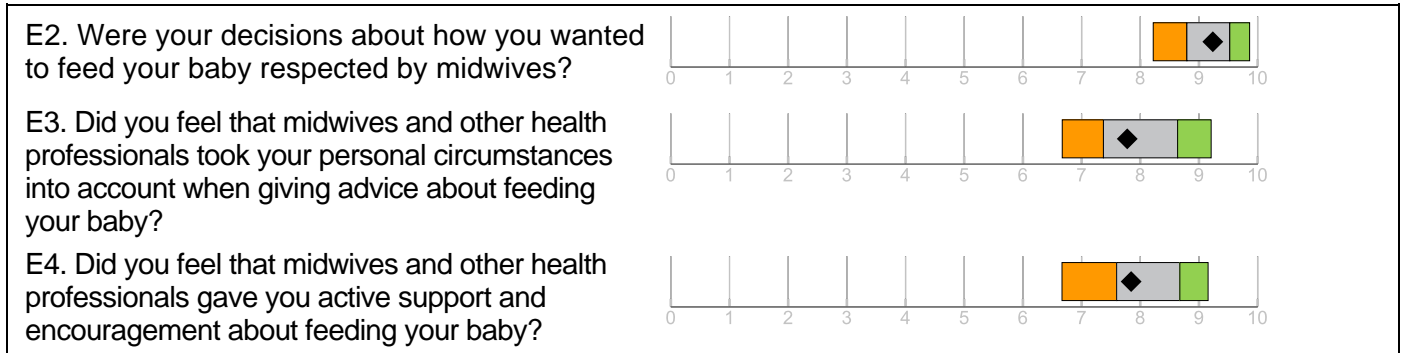 E2. Were your decisions about how you wanted
to feed your baby respected by midwives?
0 1 2 3 4 5 6 7 8 9 10
E3. Did you feel that midwives and other health
professionals took your personal circumstances
into account when giving advice about feeding
your baby?
0 1 2 3 4 5 6 7 8 9 10
E4. Did you feel that midwives and other health
professionals gave you active support and
encouragement about feeding your baby?
0 1 2 3 4 5 6 7 8 9 10